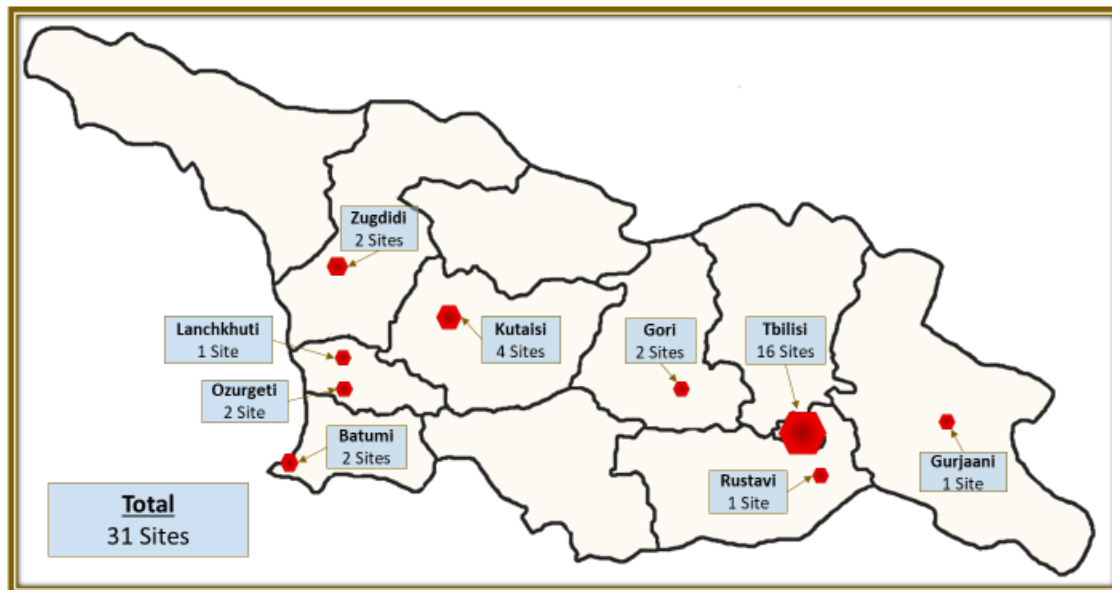 Zugdidi
2 Sites
Lanchkhuti
1 Site
Kutaisi
4 Sites
Gori
2 Sites
Tbilisi
16 Sites
Ozurgeti
2 Site
Batumi
2 Sites
Gurjaani
1 Site
Rustavi
1 Site
Total
31 Sites